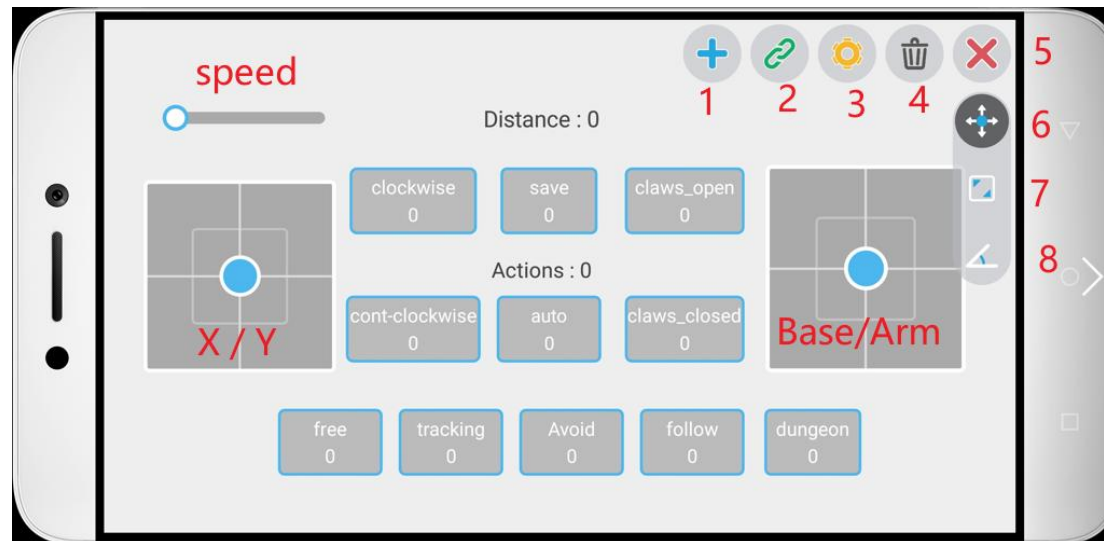 speed
1
2
3
4
5
Distance : 0
6
clockwise
0
save
0
claws_open
0
7
Actions : 0
8
cont-clockwise
0
auto
0
claws_closed
0
X / Y
Base/Arm
free
0
tracking
0
Avoid
0
follow
0
dungeon
0